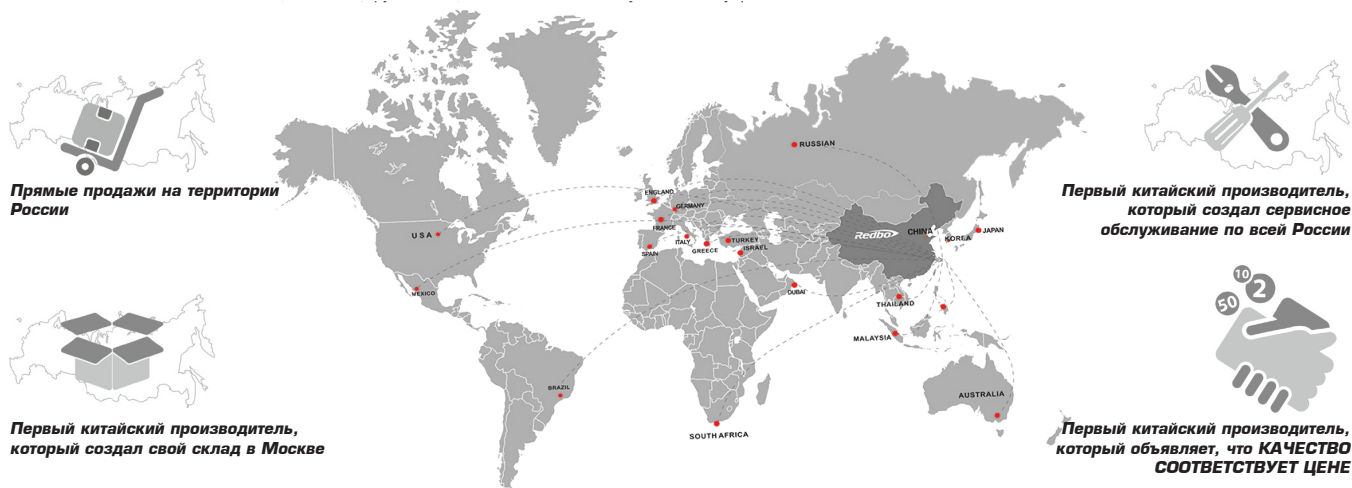 Прямые продажи на территории
России
Первый китайский производитель,
который создал свой склад в Москве
RUSSIAN
ENGLAND
GERMANY
FRANCE
ITALY
SPAIN
GREECE
TURKEY
ISRAEL
USA
MEXICO
BRAZIL
SOUTH AFRICA
DUBAI
Redbo
CHINA
KOREA
JAPAN
THAILAND
MALAYSIA
AUSTRALIA
Первый китайский производитель,
который создал сервисное
обслуживание по всей России
10
50
2
Первый китайский производитель,
который объявляет, что КАЧЕСТВО
СООТВЕТСТВУЕТ ЦЕНЕ